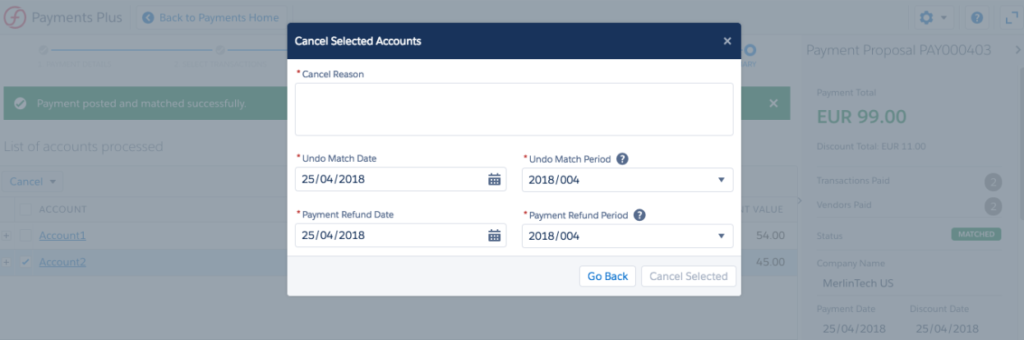 Payments Plus
Back to Payments Home
Payment posted and matched successfully.
List of accounts processed
Cancel
ACCOUNT
Account1
Account2
Cancel Selected Accounts
* Cancel Reason
* Undo Match Date
* Undo Match Period ?
25/04/2018
2018/004
* Payment Refund Date
* Payment Refund Period ?
25/04/2018
2018/004
Go Back
Cancel Selected
VALUE
54.00
45.00
Payment Proposal PAY000403
Payment Total
EUR 99.00
Discount Total: EUR 11.00
Transactions Paid
2
Vendors Paid
2
Status
MATCHED
Company Name
MerlinTech US
Payment Date
Discount Date
25/04/2018
25/04/2018